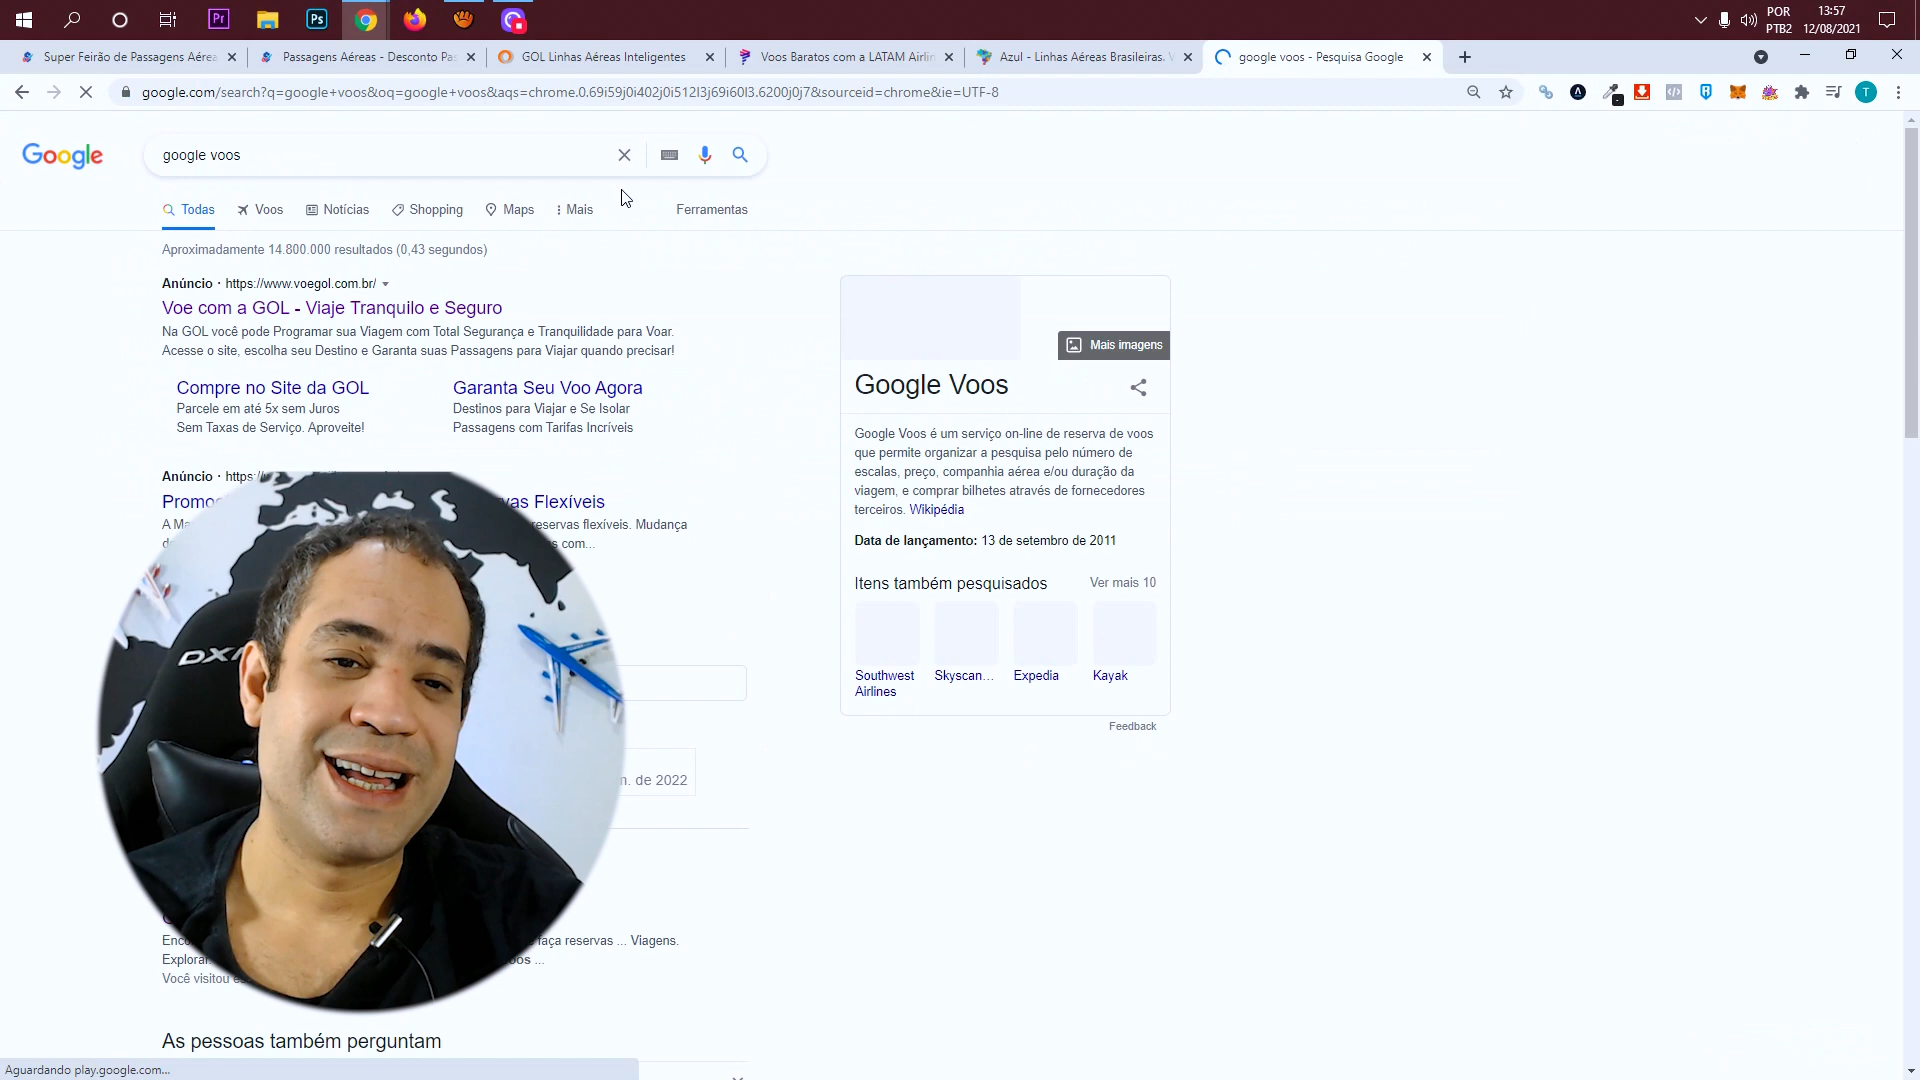 POR
PTB2
13:57
12/08/2021
Super Feirão de Passagens Aérea
Passagens Aéreas - Desconto Pas
GOL Linhas Aéreas Inteligentes
Voos Baratos com a LATAM Airlin
Azul - Linhas Aéreas Brasileiras. V
google voos - Pesquisa Google
google.com/search?q=google+voos&oq=google+voos&aqs=chrome.0.69i59j0i402j0i512l3j69i60l3.6200j0j7&sourceid=chrome&ie=UTF-8
T
Google
google voos
Todas
Voos
Notícias
Shopping
Maps
Mais
Ferramentas
Aproximadamente 14.800.000 resultados (0,43 segundos)
Anúncio · https://www.voegol.com.br/
Voe com a GOL - Viaje Tranquilo e Seguro
Na GOL você pode Programar sua Viagem com Total Segurança e Tranquilidade para Voar.
Acesse o site, escolha seu Destino e Garanta suas Passagens para Viajar quando precisar!
Compre no Site da GOL
Parcele em até 5x sem Juros
Sem Taxas de Serviço. Aproveite!
Garanta Seu Voo Agora
Destinos para Viajar e Se Isolar
Passagens com Tarifas Incríveis
Anúncio · https:/
Promo
vas Flexíveis
A Ma
reservas flexíveis. Mudança
s com...
DX
n. de 2022
Enco
faça reservas ... Viagens.
Explorar
oos ...
Você visitou es
As pessoas também perguntam
Mais imagens
Google Voos
Google Voos é um serviço on-line de reserva de voos
que permite organizar a pesquisa pelo número de
escalas, preço, companhia aérea e/ou duração da
viagem, e comprar bilhetes através de fornecedores
terceiros. Wikipédia
Data de lançamento: 13 de setembro de 2011
Itens também pesquisados
Ver mais 10
Southwest
Airlines
Skyscan...
Expedia
Kayak
Feedback
Aguardando play.google.com...